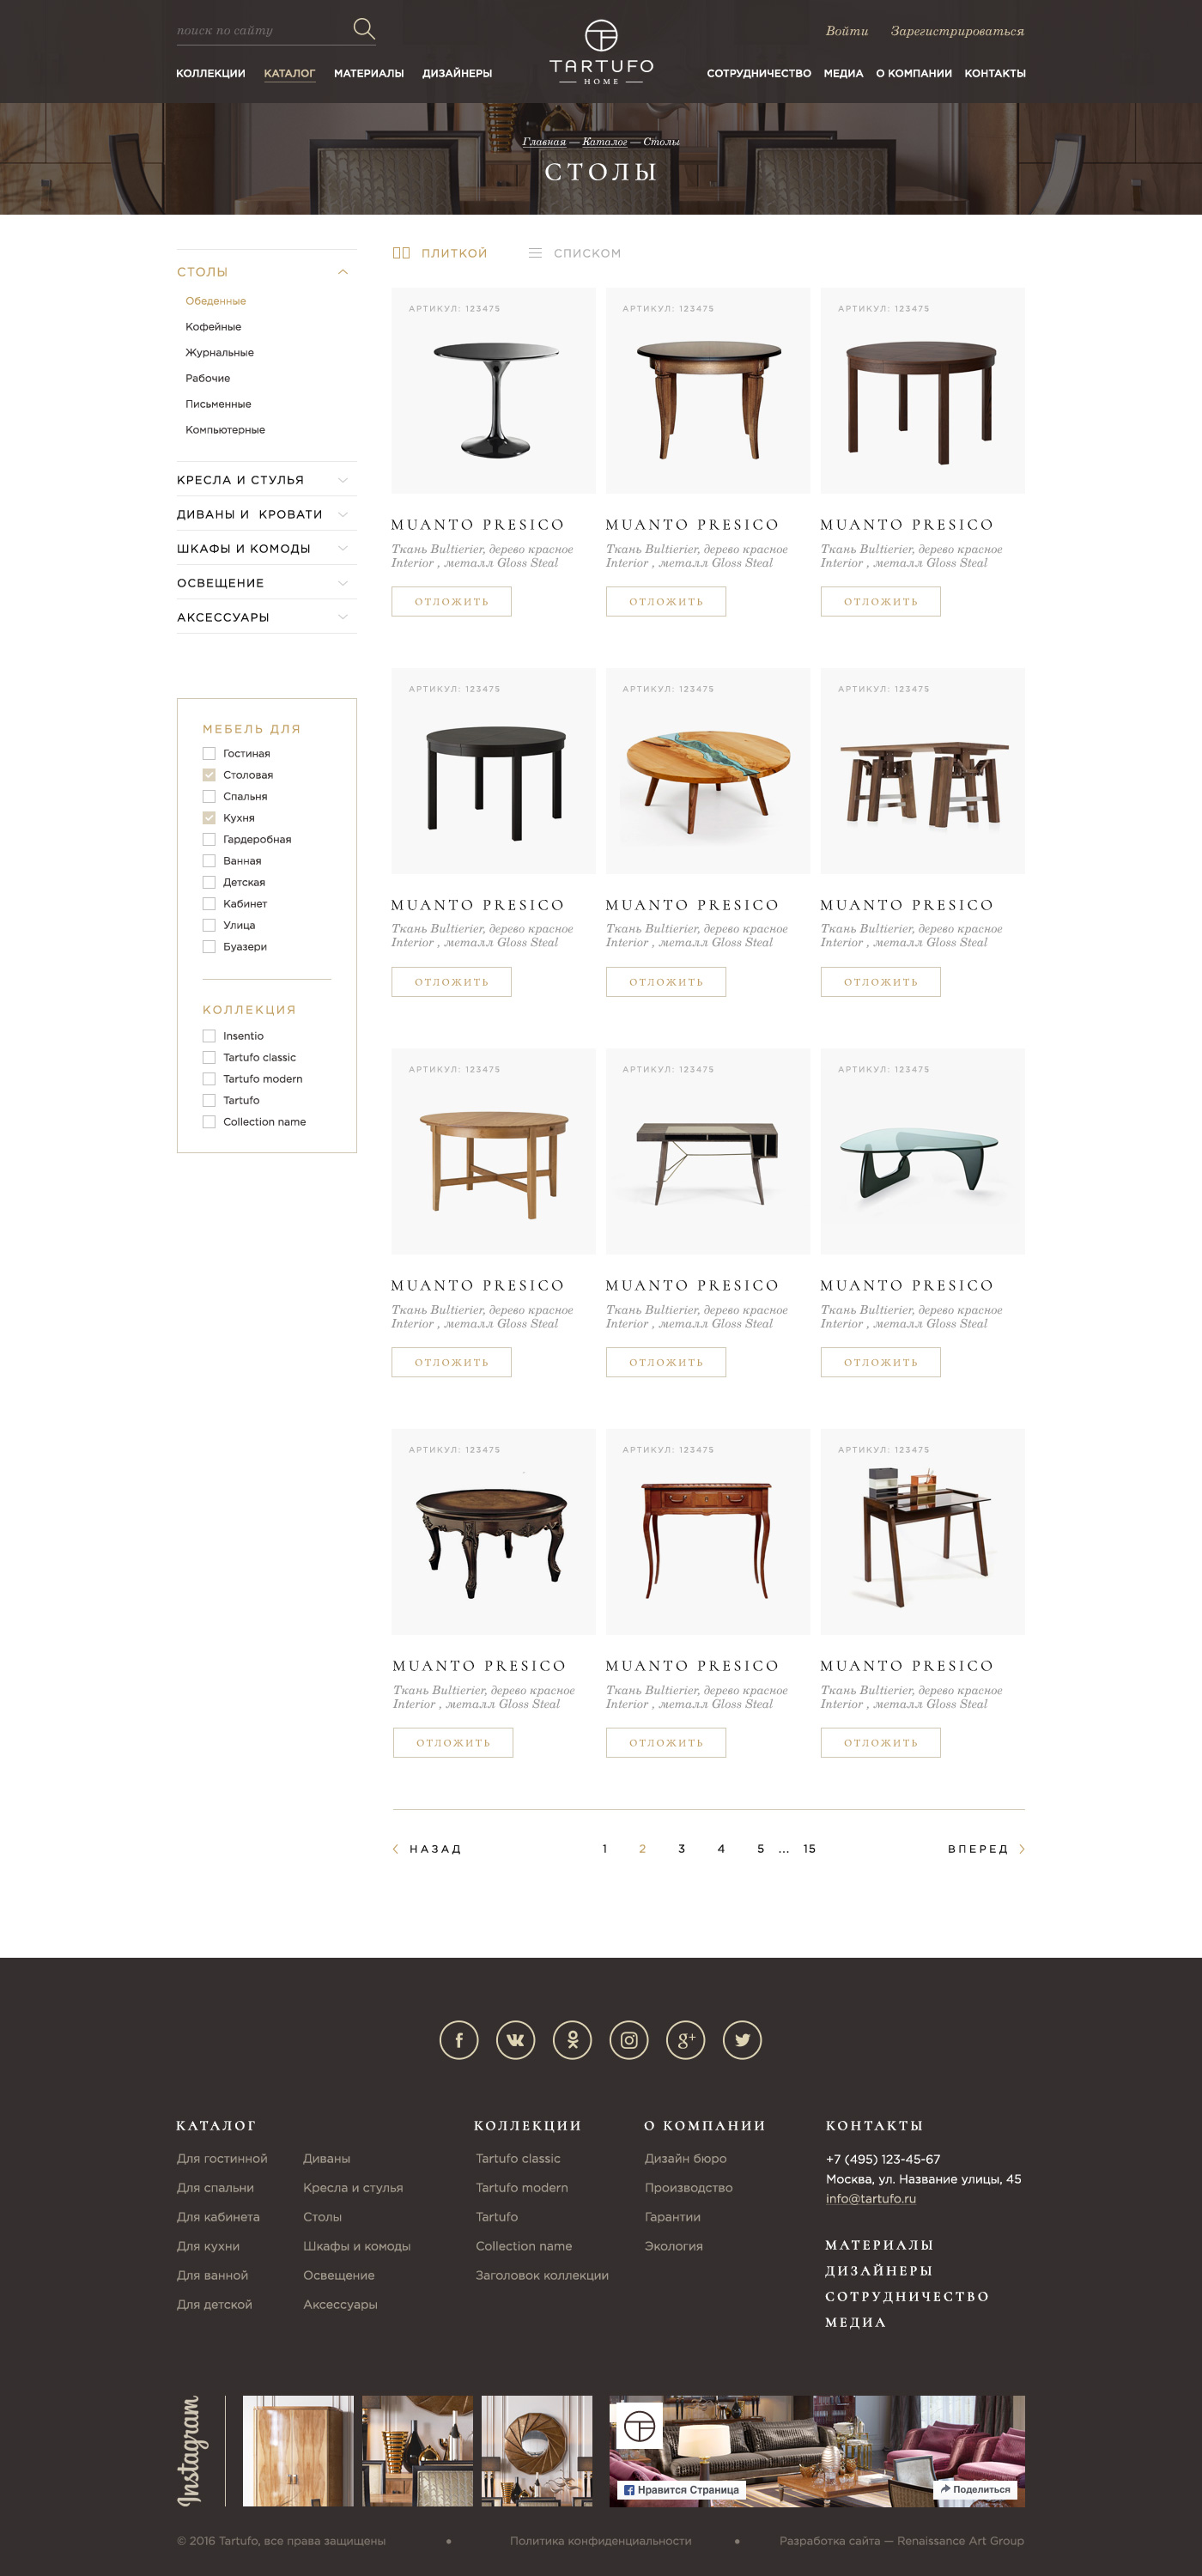 поиск по сайту
Войти Зарегистрироваться
TARTUFO
HOME
КОЛЛЕКЦИИ КАТАЛОГ МАТЕРИАЛЫ ДИЗАЙНЕРЫ
СОТРУДНИЧЕСТВО МЕДИА О КОМПАНИИ КОНТАКТЫ
Главная — Каталог — Столы
СТОЛЫ
СТОЛЫ
Обеденные
Кофейные
Журнальные
Рабочие
Письменные
Компьютерные
КРЕСЛА И СТУЛЬЯ
ДИВАНЫ И КРОВАТИ
ШКАФЫ И КОМОДЫ
ОСВЕЩЕНИЕ
АКСЕССУАРЫ
МЕБЕЛЬ ДЛЯ
Гостиная
Столовая
Спальня
Кухня
Гардеробная
Ванная
Детская
Кабинет
Улица
Буазери
КОЛЛЕКЦИЯ
Insentio
Tartufo classic
Tartufo modern
Tartufo
Collection name
ПЛИТКОЙ СПИСКОМ
АРТИКУЛ: 123475 АРТИКУЛ: 123475 АРТИКУЛ: 123475
MUANTO PRESICO MUANTO PRESICO MUANTO PRESICO
Ткань Bultierier, дерево красное Ткань Bultierier, дерево красное Ткань Bultierier, дерево красное
Interior , металл Gloss Steal Interior , металл Gloss Steal Interior , металл Gloss Steal
ОТЛОЖИТЬ ОТЛОЖИТЬ ОТЛОЖИТЬ
АРТИКУЛ: 123475 АРТИКУЛ: 123475 АРТИКУЛ: 123475
MUANTO PRESICO MUANTO PRESICO MUANTO PRESICO
Ткань Bultierier, дерево красное Ткань Bultierier, дерево красное Ткань Bultierier, дерево красное
Interior , металл Gloss Steal Interior , металл Gloss Steal Interior , металл Gloss Steal
ОТЛОЖИТЬ ОТЛОЖИТЬ ОТЛОЖИТЬ
АРТИКУЛ: 123475 АРТИКУЛ: 123475 АРТИКУЛ: 123475
MUANTO PRESICO MUANTO PRESICO MUANTO PRESICO
Ткань Bultierier, дерево красное Ткань Bultierier, дерево красное Ткань Bultierier, дерево красное
Interior , металл Gloss Steal Interior , металл Gloss Steal Interior , металл Gloss Steal
ОТЛОЖИТЬ ОТЛОЖИТЬ ОТЛОЖИТЬ
АРТИКУЛ: 123475 АРТИКУЛ: 123475 АРТИКУЛ: 123475
MUANTO PRESICO MUANTO PRESICO MUANTO PRESICO
Ткань Bultierier, дерево красное Ткань Bultierier, дерево красное Ткань Bultierier, дерево красное
Interior , металл Gloss Steal Interior , металл Gloss Steal Interior , металл Gloss Steal
ОТЛОЖИТЬ ОТЛОЖИТЬ ОТЛОЖИТЬ
НАЗАД 1 2 3 4 5 ... 15 ВПЕРЕД
КАТАЛОГ
Для гостинной Диваны
Для спальни Кресла и стулья
Для кабинета Столы
Для кухни Шкафы и комоды
Для ванной Освещение
Для детской Аксессуары
КОЛЛЕКЦИИ
Tartufo classic
Tartufo modern
Tartufo
Collection name
Заголовок коллекции
О КОМПАНИИ
Дизайн бюро
Производство
Гарантии
Экология
КОНТАКТЫ
+7 (495) 123-45-67
Москва, ул. Название улицы, 45
info@tartufo.ru
МАТЕРИАЛЫ
ДИЗАЙНЕРЫ
СОТРУДНИЧЕСТВО
МЕДИА
Instagram
Нравится Страница Поделиться
© 2016 Tartufo, все права защищены • Политика конфиденциальности • Разработка сайта — Renaissance Art Group